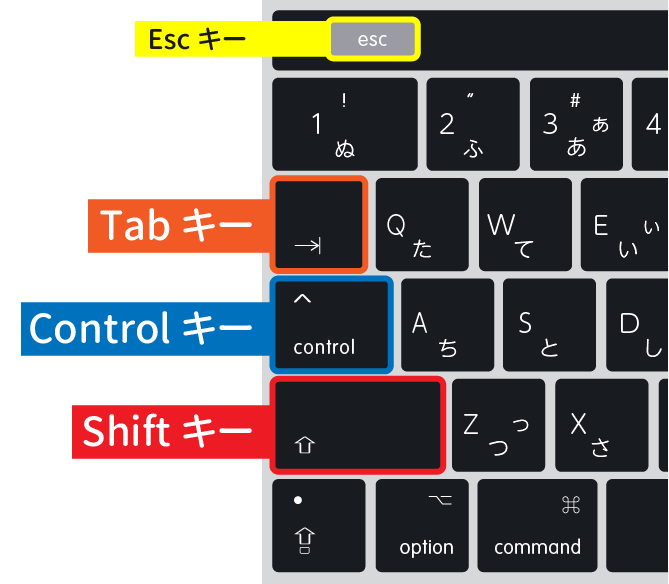 Esc キー esc
! 1 ぬ
″ 2 ふ
# 3 ぁ あ
4
Tab キー →|
Q た
W て
E ぃ い
Control キー ^ control
A ち
S と
D し
Shift キー ⇧
Z っ つ
X さ
• ⇪
⌥ option
⌘ command